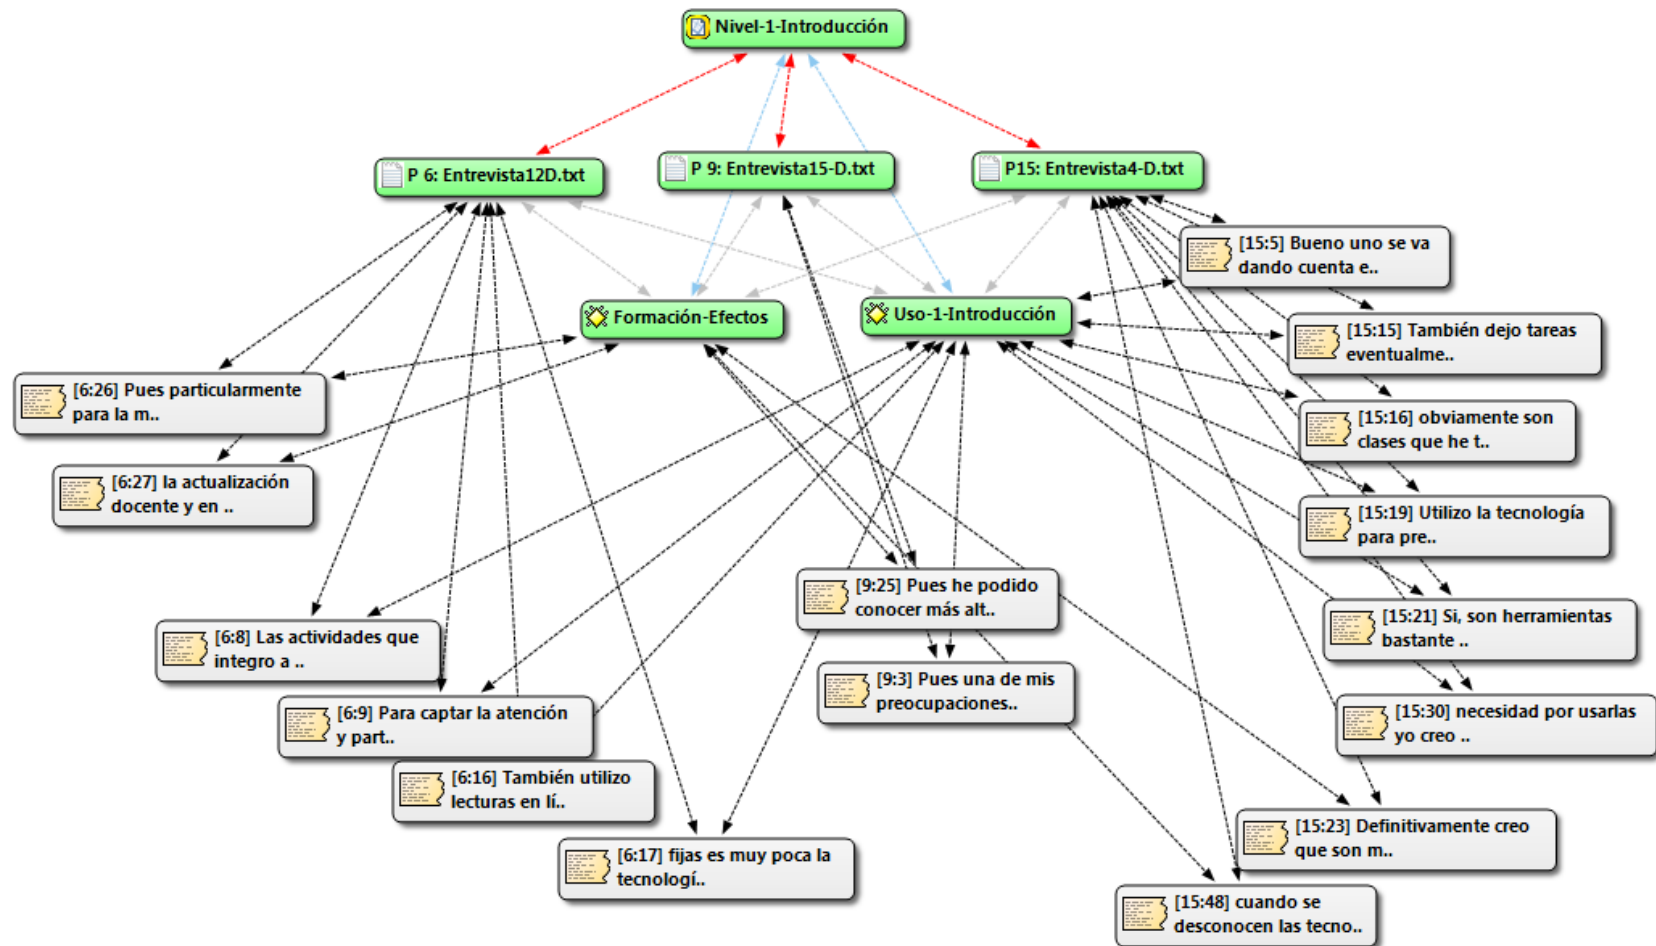 Nivel-1-Introducción
P 6: Entrevista12D.txt
P 9: Entrevista15-D.txt
P15: Entrevista4-D.txt
[15:5] Bueno uno se va
dando cuenta e..
Formación-Efectos
Uso-1-Introducción
[15:15] También dejo tareas
eventualme..
[6:26] Pues particularmente
para la m..
[15:16] obviamente son
clases que he t..
[6:27] la actualización
docente y en ..
[15:19] Utilizo la tecnología
para pre..
[9:25] Pues he podido
conocer más alt..
[15:21] Si, son herramientas
bastante ..
[6:8] Las actividades que
integro a ..
[9:3] Pues una de mis
preocupaciones..
[6:9] Para captar la atención
y part..
[15:30] necesidad por usarlas
yo creo ..
[6:16] También utilizo
lecturas en lí..
[15:23] Definitivamente creo
que son m..
[6:17] fijas es muy poca la
tecnologí..
[15:48] cuando se
desconocen las tecno..